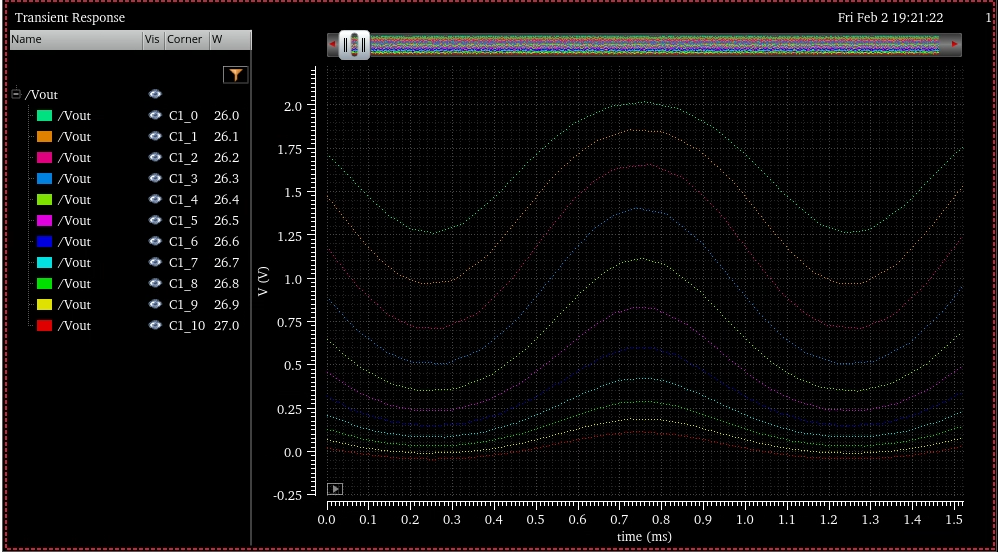 Transient Response Fri Feb 2 19:21:22 1
Name Vis Corner W
/Vout
/Vout C1_0 26.0
/Vout C1_1 26.1
/Vout C1_2 26.2
/Vout C1_3 26.3
/Vout C1_4 26.4
/Vout C1_5 26.5
/Vout C1_6 26.6
/Vout C1_7 26.7
/Vout C1_8 26.8
/Vout C1_9 26.9
/Vout C1_10 27.0
V (V)
2.0
1.75
1.5
1.25
1.0
0.75
0.5
0.25
0.0
-0.25
0.0 0.1 0.2 0.3 0.4 0.5 0.6 0.7 0.8 0.9 1.0 1.1 1.2 1.3 1.4 1.5
time (ms)